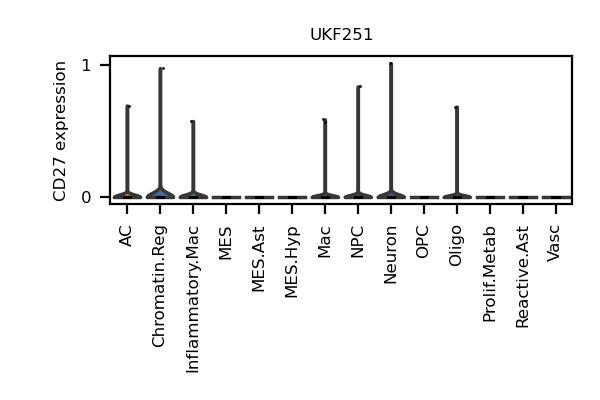 UKF251
CD27 expression
1
0
AC
Chromatin.Reg
Inflammatory.Mac
MES
MES.Ast
MES.Hyp
Mac
NPC
Neuron
OPC
Oligo
Prolif.Metab
Reactive.Ast
Vasc